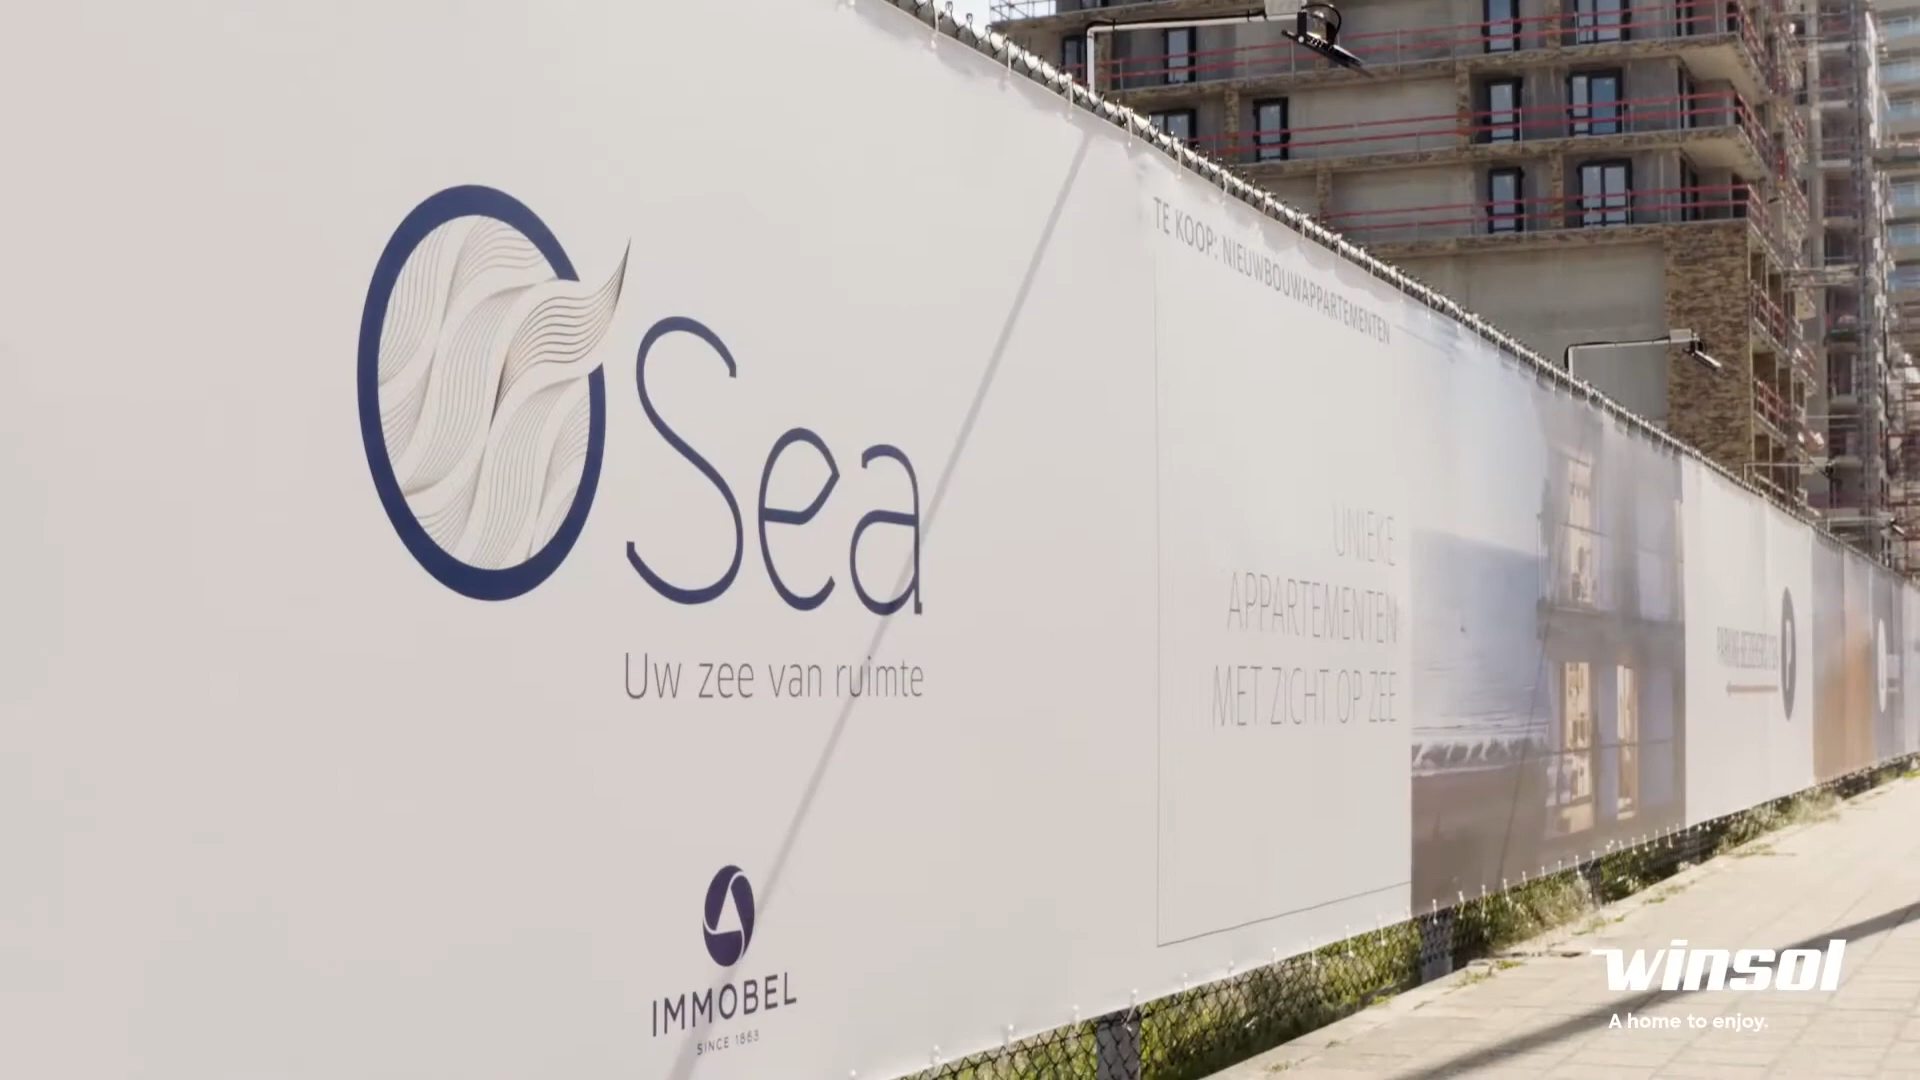 O'Sea
Uw zee van ruimte
IMMOBEL
SINCE 1863
TE KOOP: NIEUWBOUWAPPARTEMENTEN
UNIEKE
APPARTEMENTEN
MET ZICHT OP ZEE
P
winsol
A home to enjoy.